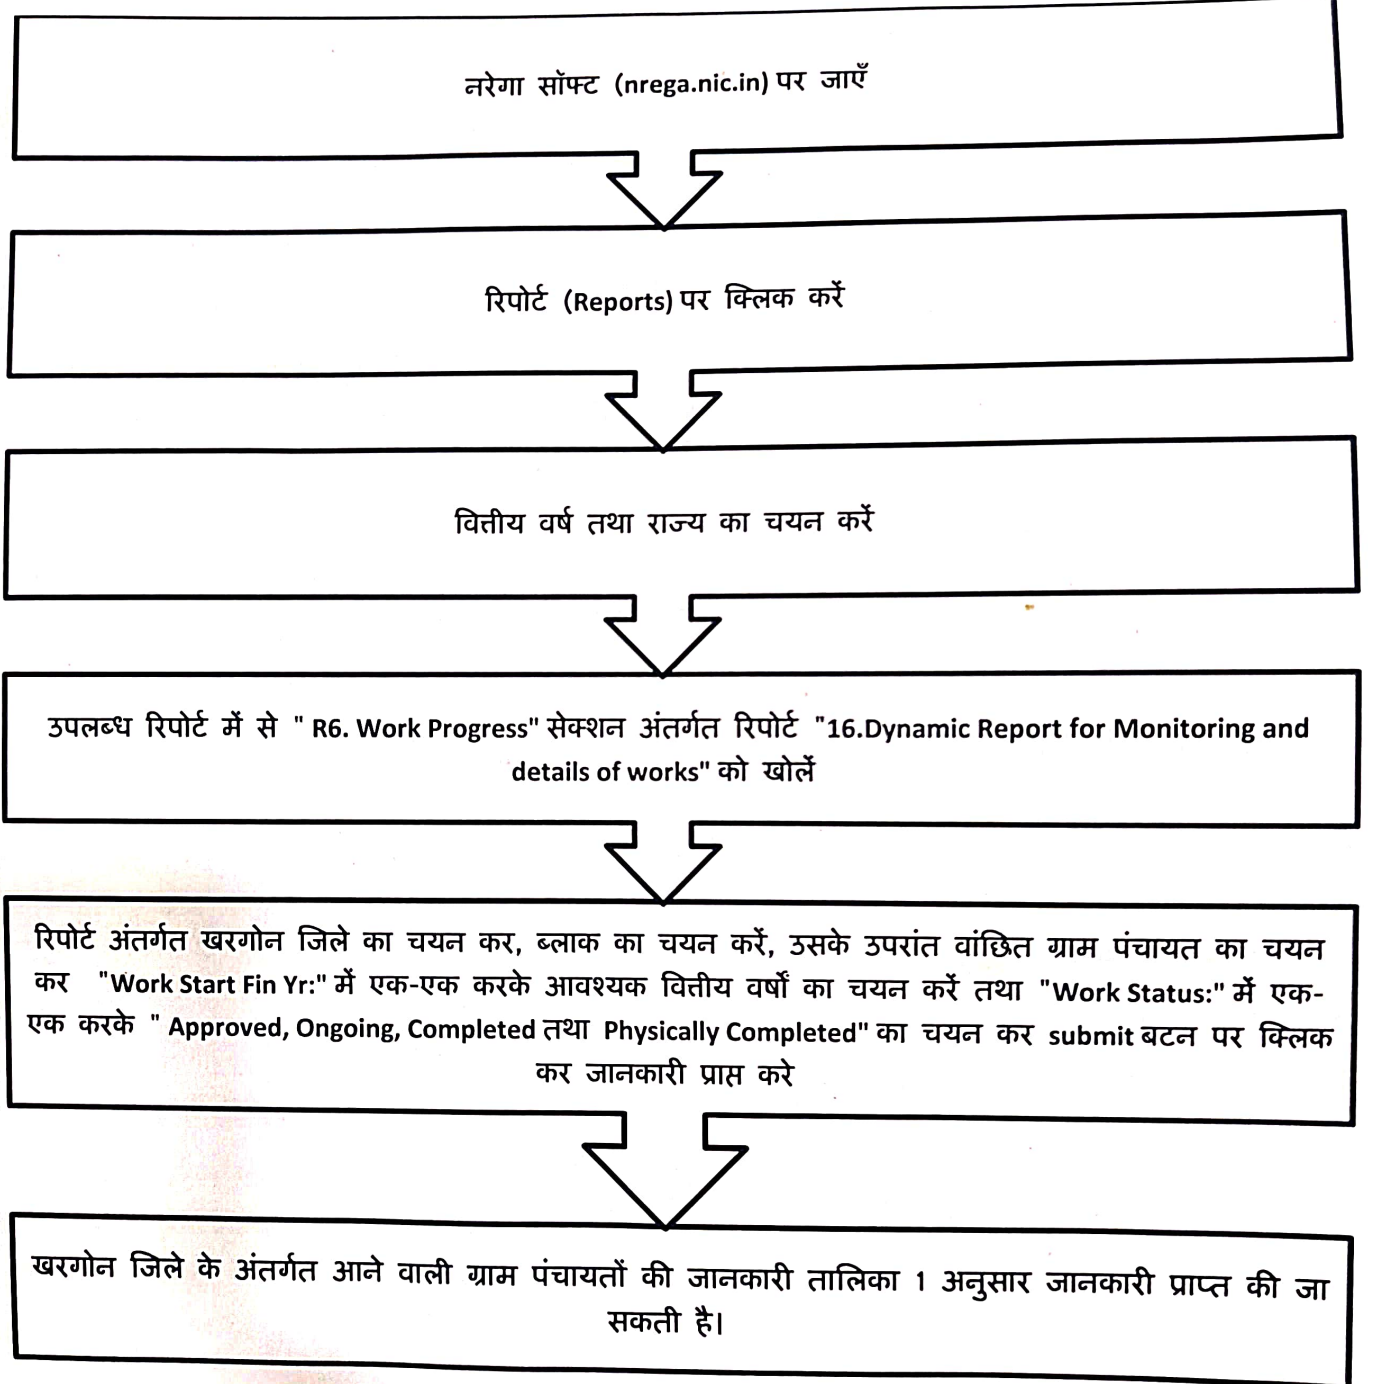 नरेगा सॉफ्ट (nrega.nic.in) पर जाएँ
रिपोर्ट (Reports) पर क्लिक करें
वित्तीय वर्ष तथा राज्य का चयन करें
उपलब्ध रिपोर्ट में से " R6. Work Progress" सेक्शन अंतर्गत रिपोर्ट "16.Dynamic Report for Monitoring and
details of works" को खोलें
रिपोर्ट अंतर्गत खरगोन जिले का चयन कर, ब्लाक का चयन करें, उसके उपरांत वांछित ग्राम पंचायत का चयन
कर "Work Start Fin Yr:" में एक-एक करके आवश्यक वित्तीय वर्षों का चयन करें तथा "Work Status:" में एक-
एक करके " Approved, Ongoing, Completed तथा Physically Completed" का चयन कर submit बटन पर क्लिक
कर जानकारी प्राप्त करे
खरगोन जिले के अंतर्गत आने वाली ग्राम पंचायतों की जानकारी तालिका 1 अनुसार जानकारी प्राप्त की जा
सकती है।